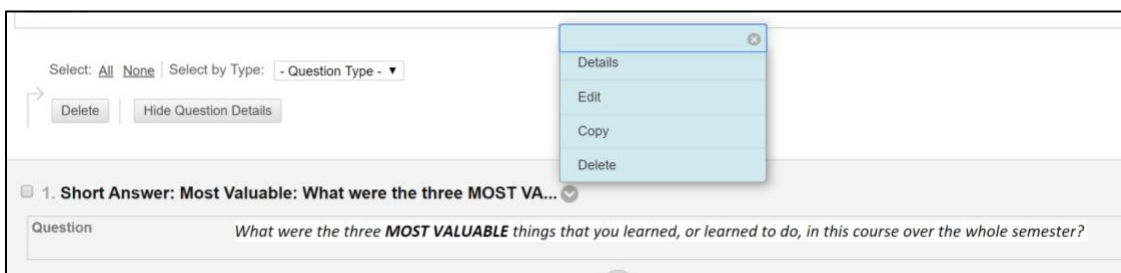 Details
Select: All None Select by Type: - Question Type -
Edit
Delete Hide Question Details
Copy
Delete
1. Short Answer: Most Valuable: What were the three MOST VA...
Question What were the three MOST VALUABLE things that you learned, or learned to do, in this course over the whole semester?